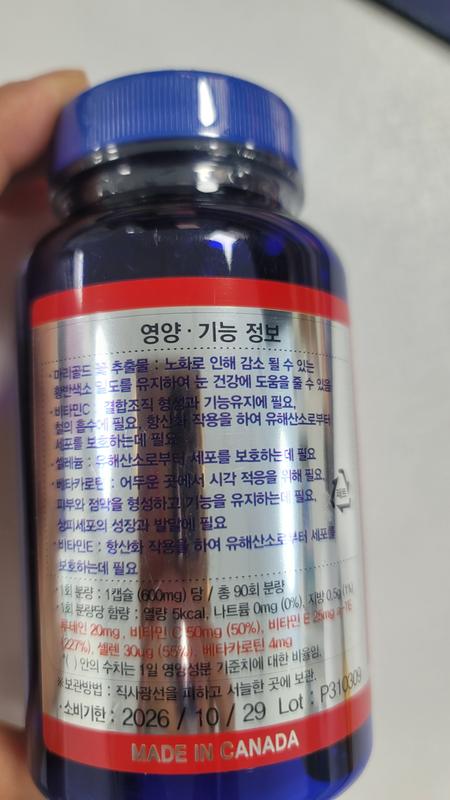 영양 · 기능 정보
· 마리골드 꽃 추출물 : 노화로 인해 감소 될 수 있는
황반색소 밀도를 유지하여 눈 건강에 도움을 줄 수 있음
· 비타민C : 결합조직 형성과 기능유지에 필요,
철의 흡수에 필요, 항산화 작용을 하여 유해산소로부터
세포를 보호하는데 필요
· 셀레늄 : 유해산소로부터 세포를 보호하는데 필요
· 베타카로틴 : 어두운 곳에서 시각 적응을 위해 필요,
피부와 점막을 형성하고 기능을 유지하는데 필요,
상피세포의 성장과 발달에 필요
· 비타민E : 항산화 작용을 하여 유해산소로부터 세포를
보호하는데 필요
· 1회 분량 : 1캡슐 (600mg) 당 / 총 90회 분량
· 1회 분량당 함량 : 열량 5kcal, 나트륨 0mg (0%), 지방 0.5g (1%)
루테인 20mg, 비타민 C 50mg (50%), 비타민 E 25mg
(227%), 셀렌 30ug (55%), 베타카로틴 4mg
*( ) 안의 수치는 1일 영양성분 기준치에 대한 비율임.
※ 보관방법 : 직사광선을 피하고 서늘한 곳에 보관.
· 소비기한 : 2026 / 10 / 29 Lot : P310309
MADE IN CANADA